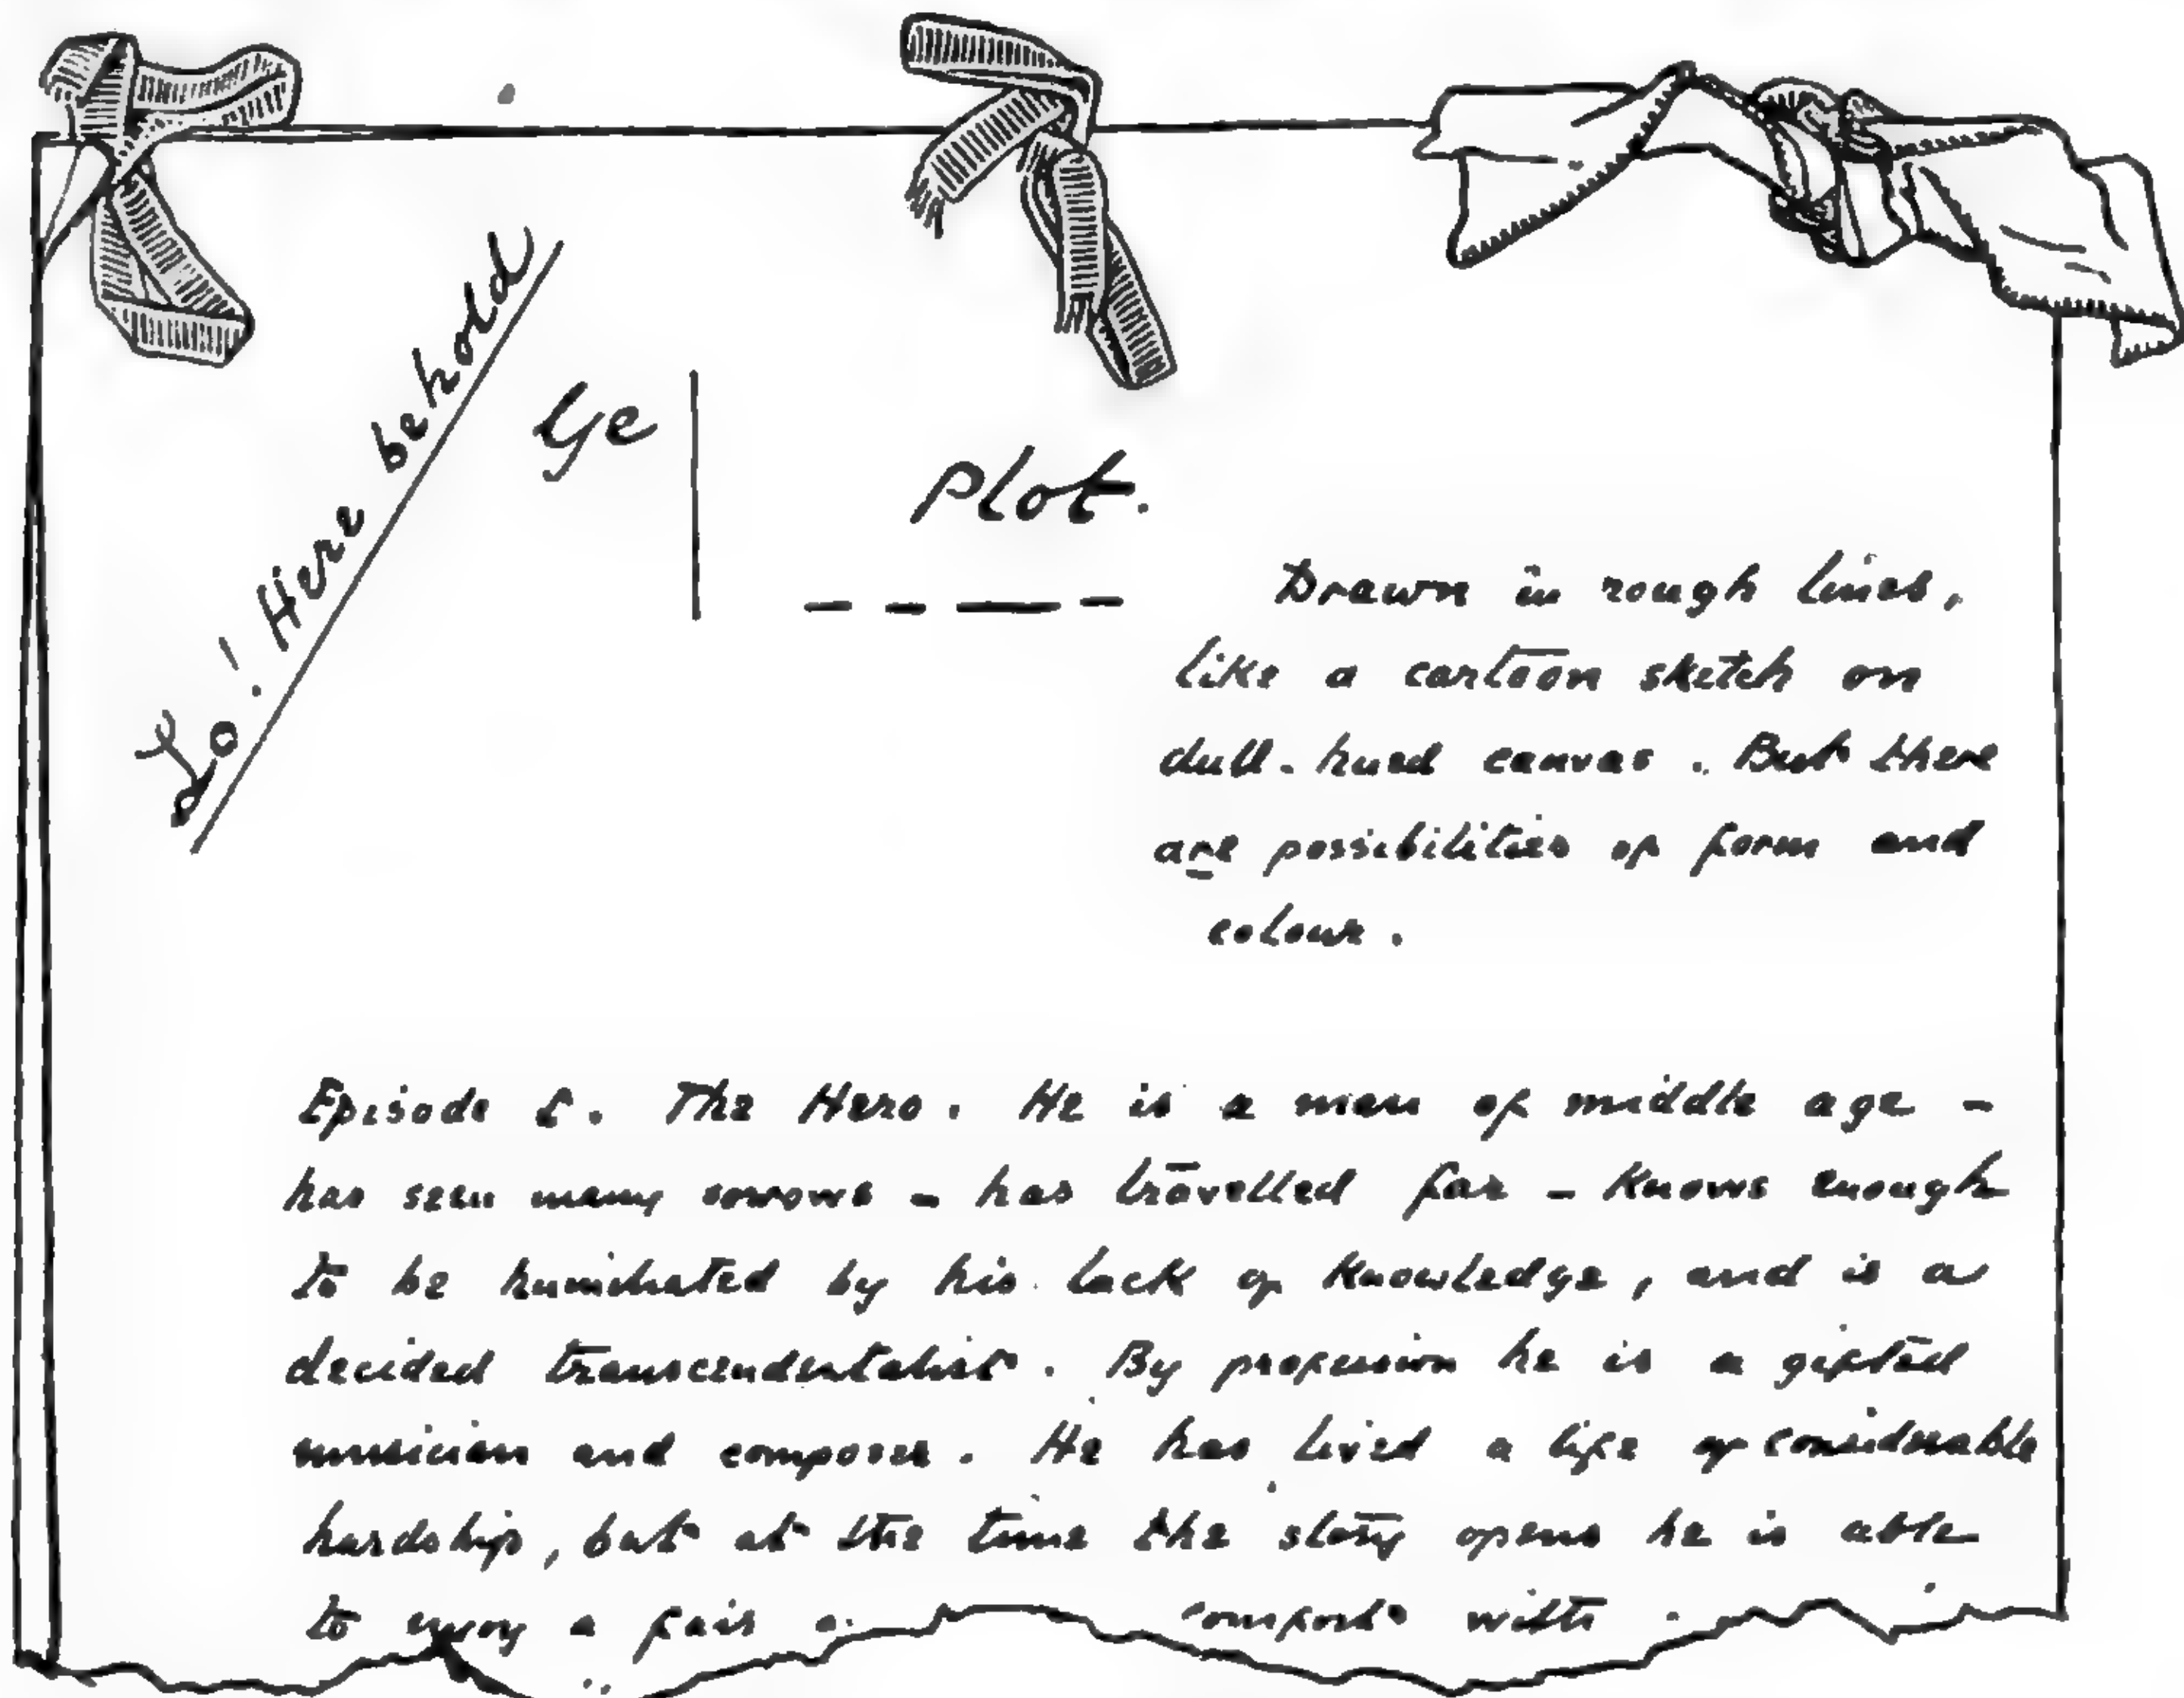 Lo! Here behold
Ye
Plot.
Drawn in rough lines,
like a cartoon sketch on
dull-hued canvas. But there
are possibilities of form and
colour.
Episode I. The Hero. He is a man of middle age -
has seen many sorrows - has travelled far - knows enough
to be humiliated by his lack of knowledge, and is a
decided transcendentalist. By profession he is a gifted
musician and composer. He has lived a life of considerable
hardship, but at the time the story opens he is able
to enjoy a fair comfort with